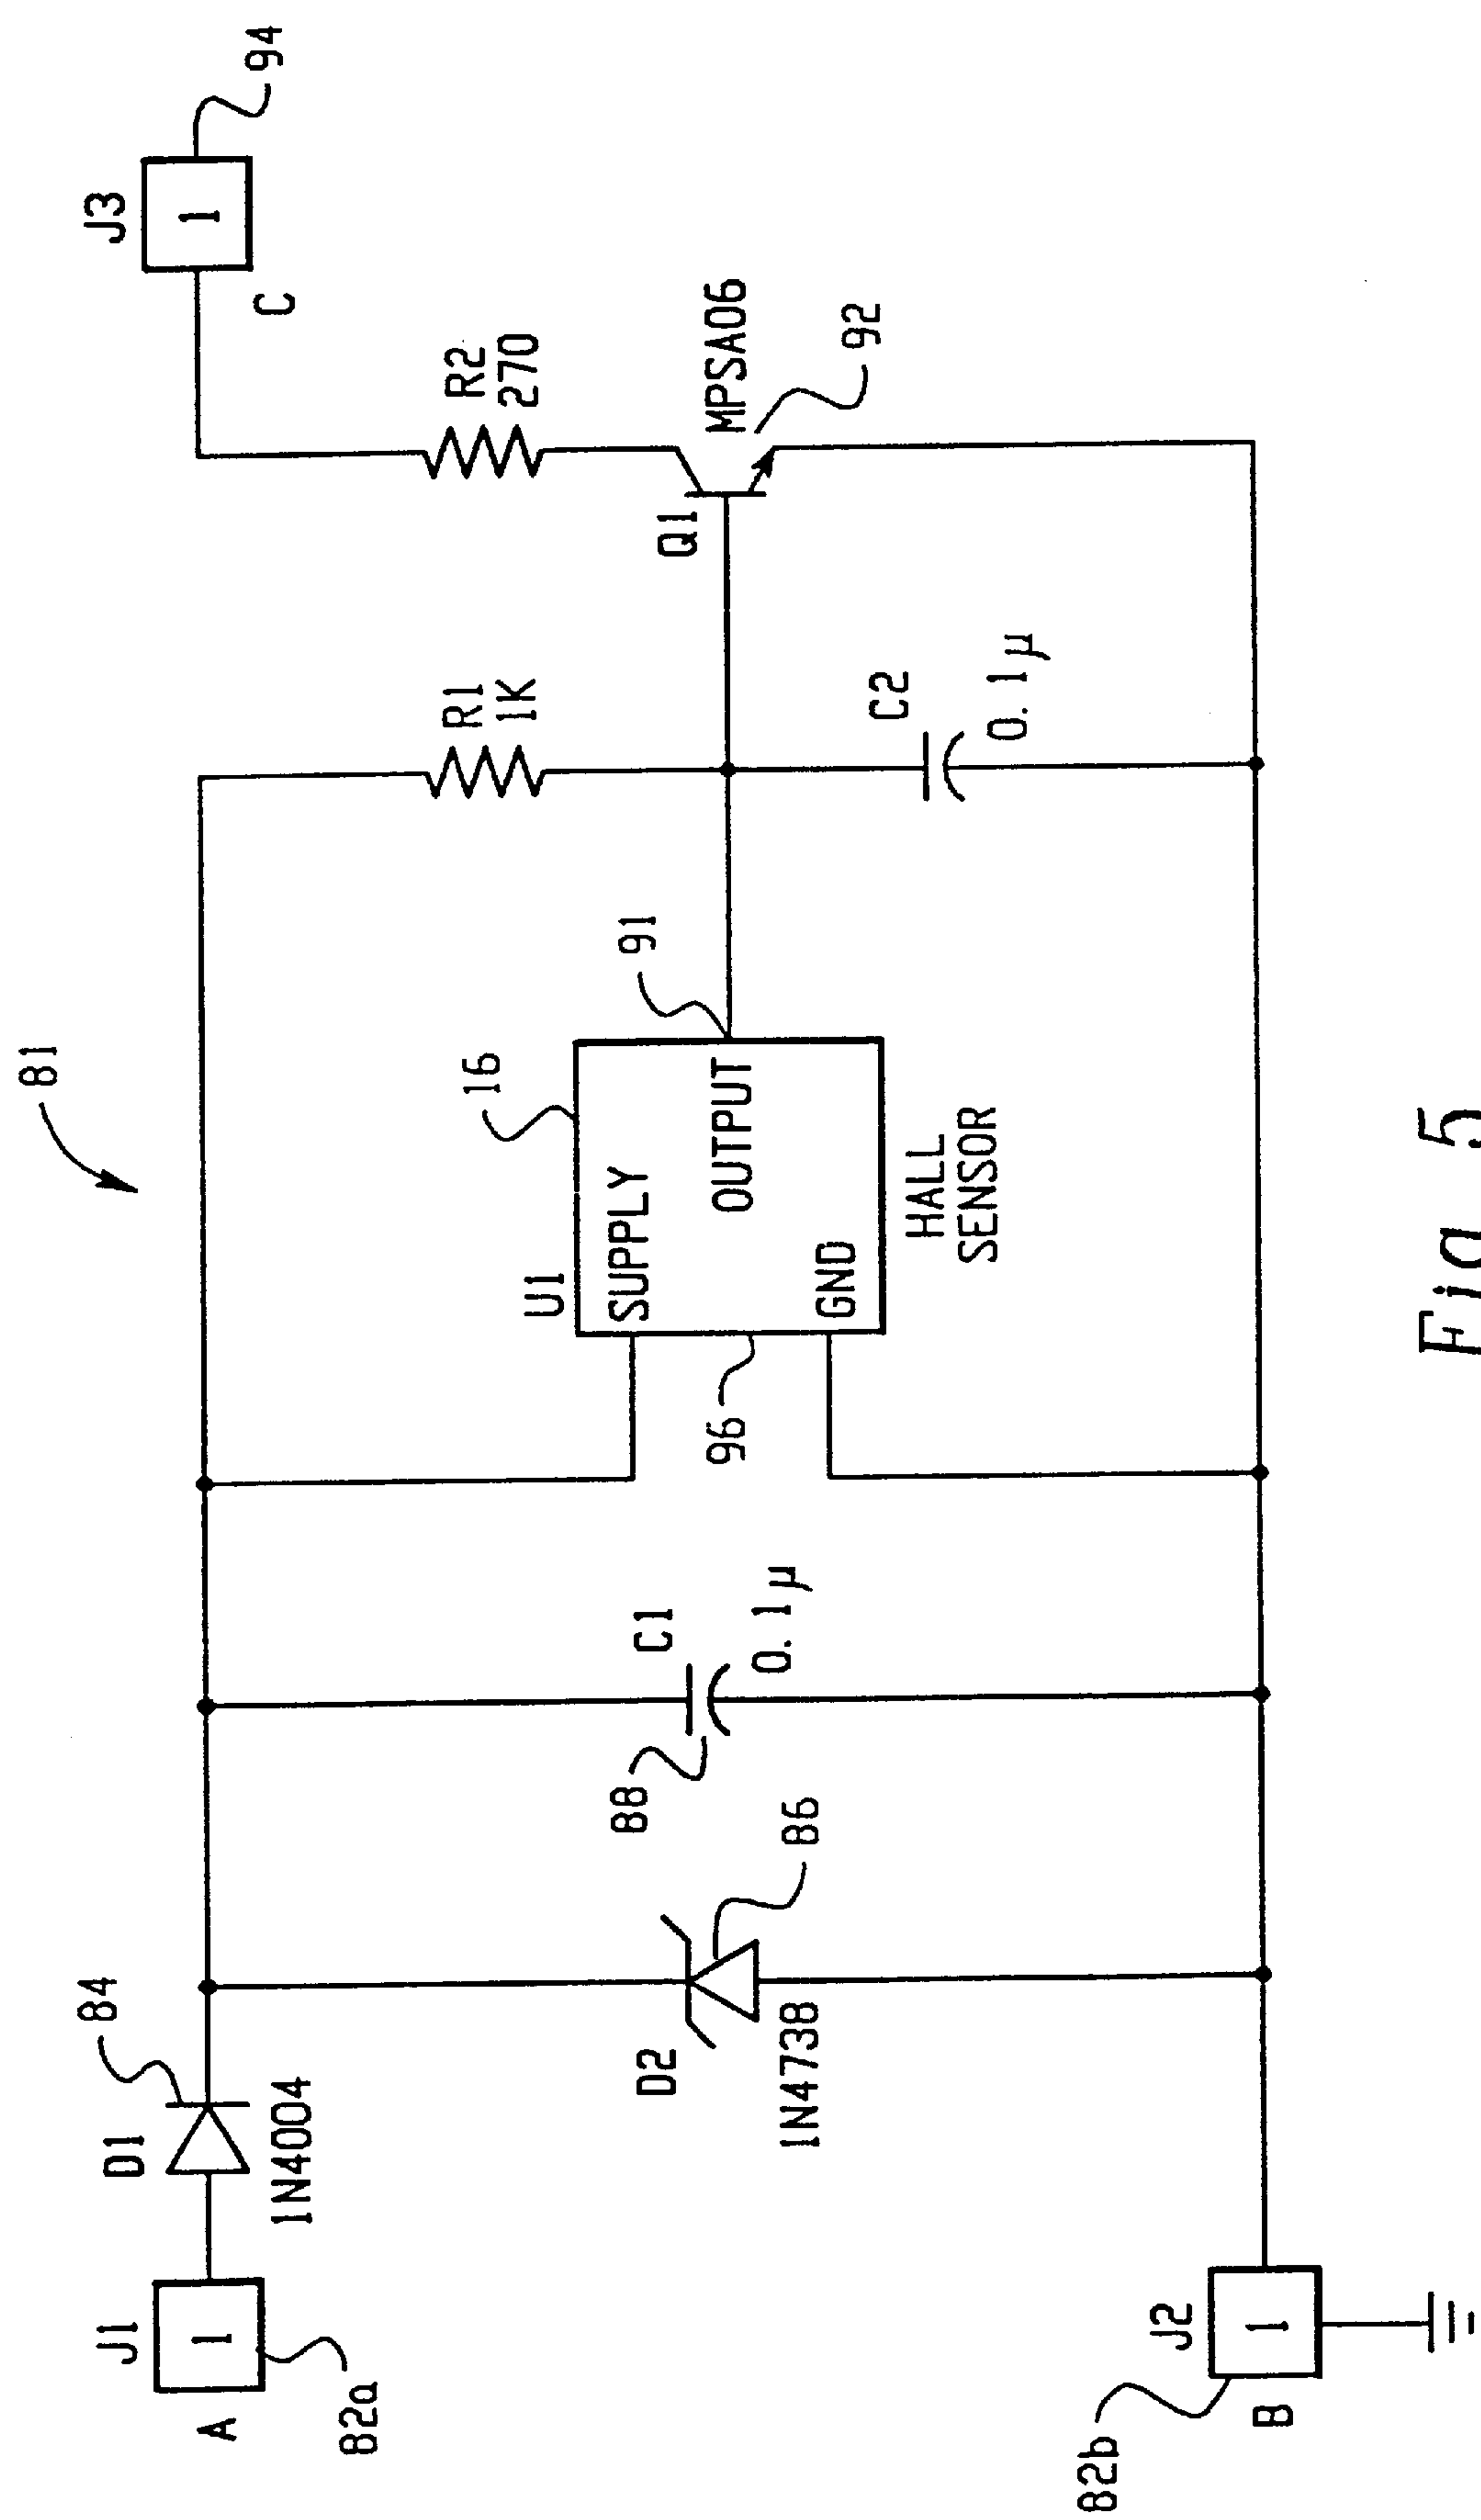 81
J1
1
A
82a
D1
84
1N4004
D2
86
1N4738
88
C1
0.1µ
U1
16
SUPPLY
OUTPUT
91
GND
96
HALL
SENSOR
R1
1K
C2
0.1µ
Q1
MPSA06
92
R2
270
J3
1
C
94
J2
1
B
82b
Fig 5